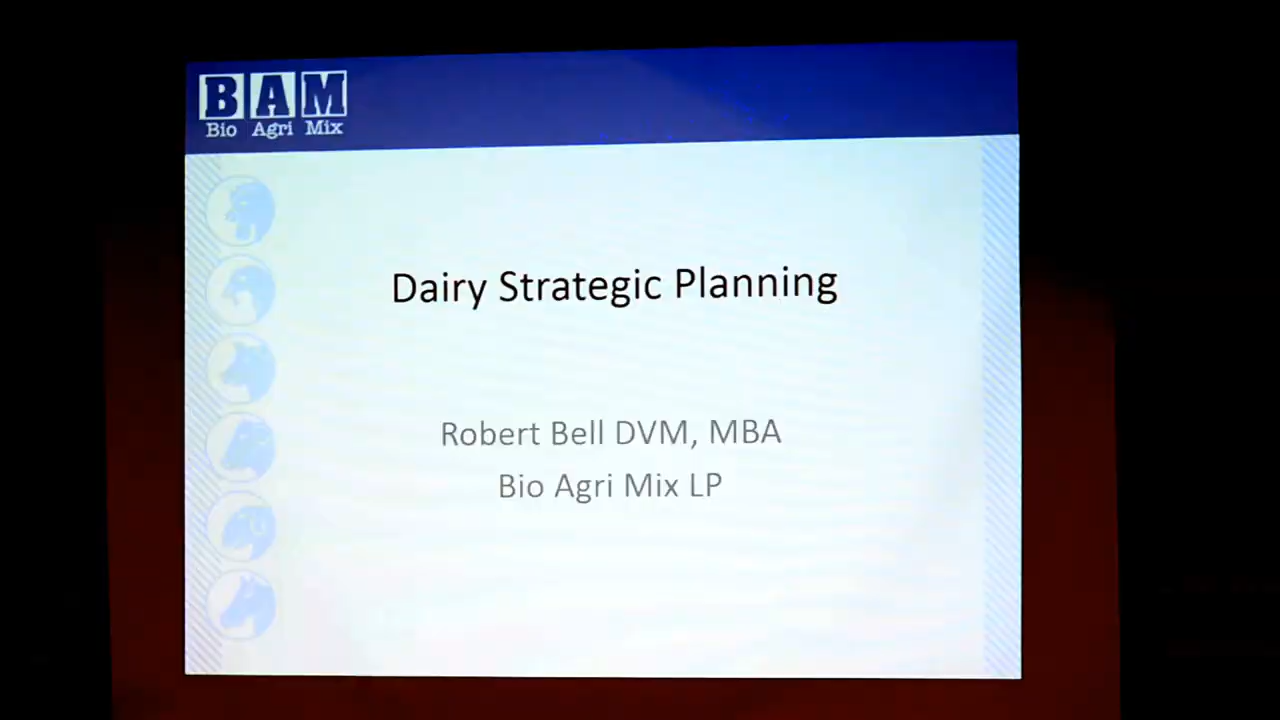 BAM
Bio Agri Mix
Dairy Strategic Planning
Robert Bell DVM, MBA
Bio Agri Mix LP